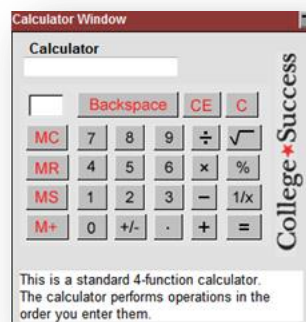 Calculator Window
Calculator
Backspace CE C
MC 7 8 9 ÷ √
MR 4 5 6 × %
MS 1 2 3 − 1/x
M+ 0 +/- . + =
College★Success
This is a standard 4-function calculator.
The calculator performs operations in the
order you enter them.